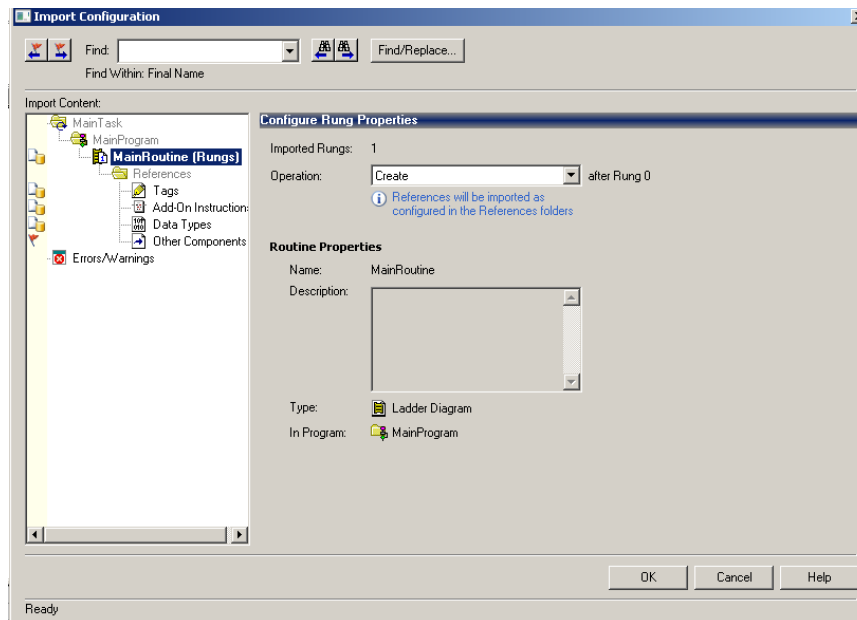 Import Configuration
Find:
Find/Replace...
Find Within: Final Name
Import Content:
MainTask
MainProgram
MainRoutine (Rungs)
References
Tags
Add-On Instruction
Data Types
Other Components
Errors/Warnings
Configure Rung Properties
Imported Rungs: 1
Operation: Create after Rung 0
References will be imported as
configured in the References folders
Routine Properties
Name: MainRoutine
Description:
Type: Ladder Diagram
In Program: MainProgram
OK Cancel Help
Ready